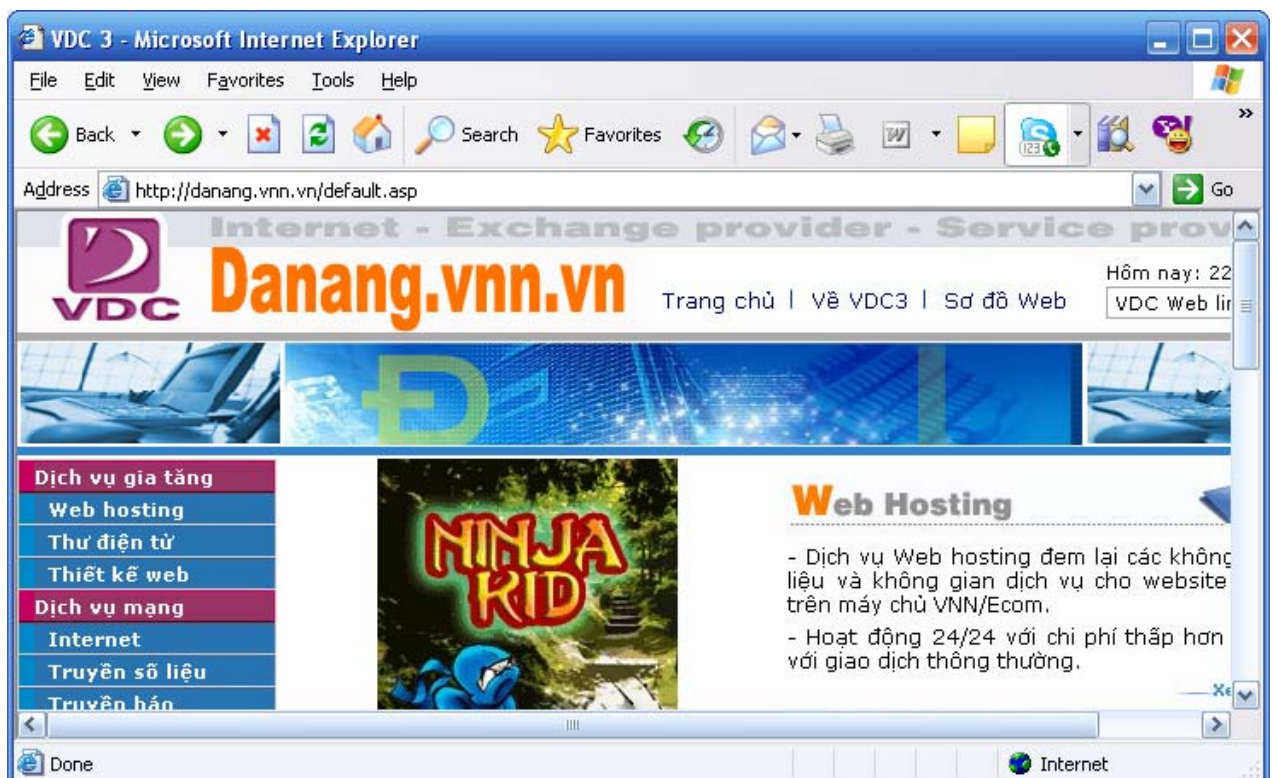 VDC 3 - Microsoft Internet Explorer
File Edit View Favorites Tools Help
Back Search Favorites
Address http://danang.vnn.vn/default.asp Go
Internet - Exchange provider - Service prov
VDC
Danang.vnn.vn
Hôm nay: 22
Trang chủ | Về VDC3 | Sơ đồ Web
VDC Web lin
Dịch vụ gia tăng
Web hosting
Thư điện tử
Thiết kế web
Dịch vụ mạng
Internet
Truyền số liệu
Truyền báo
NINJA
KID
Web Hosting
- Dịch vụ Web hosting đem lại các không
liệu và không gian dịch vụ cho website
trên máy chủ VNN/Ecom.
- Hoạt động 24/24 với chi phí thấp hơn
với giao dịch thông thường.
Done Internet